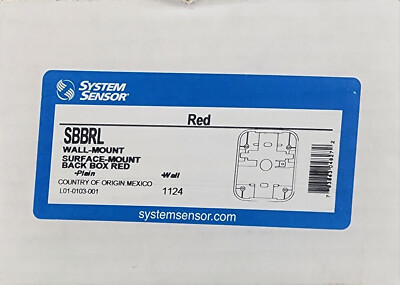 SYSTEM
SENSOR®
Red
SBBRL
WALL-MOUNT
SURFACE-MOUNT
BACK BOX RED
-Plain -Wall
COUNTRY OF ORIGIN:MEXICO
L01-0103-001
1124
systemsensor.com